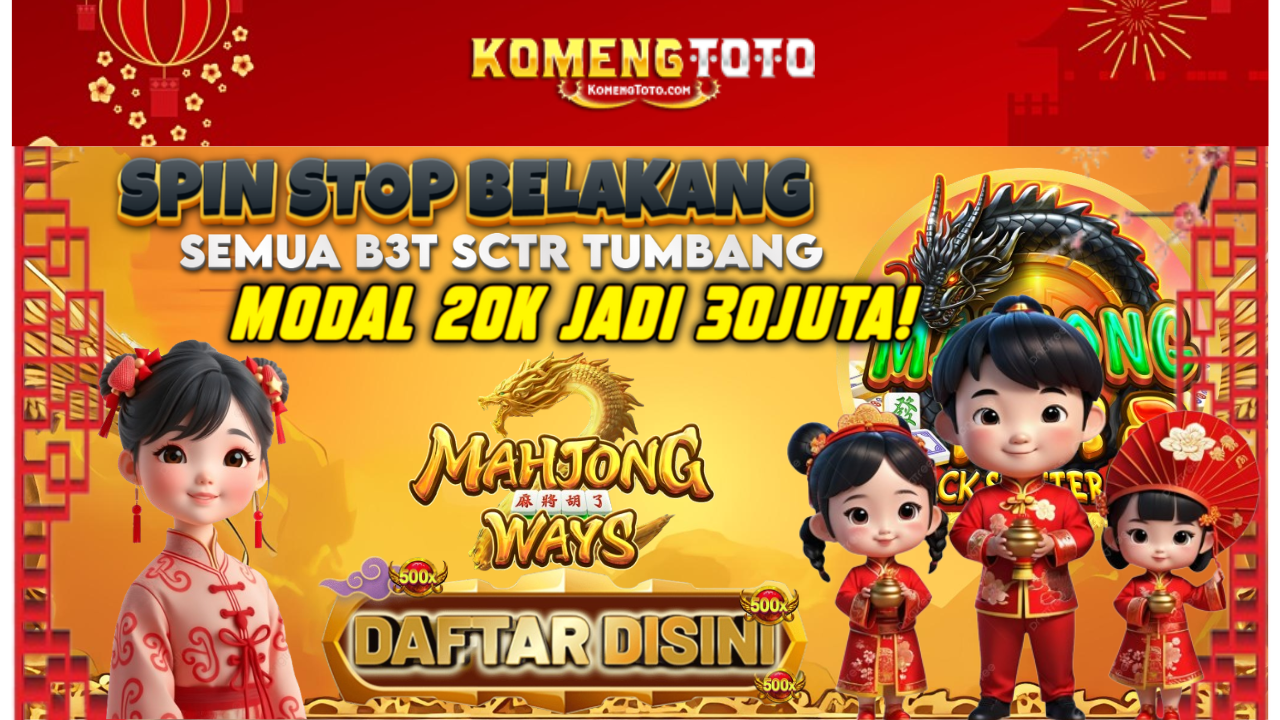 KOMENGTOTO
KOMENGTOTO.COM
SPIN STOP BELAKANG
SEMUA B3T SCTR TUMBANG
MODAL 20K JADI 30JUTA!
MAHJONG
MAHJONG
麻將胡了
WAYS
500x
500x
DAFTAR DISINI
500x